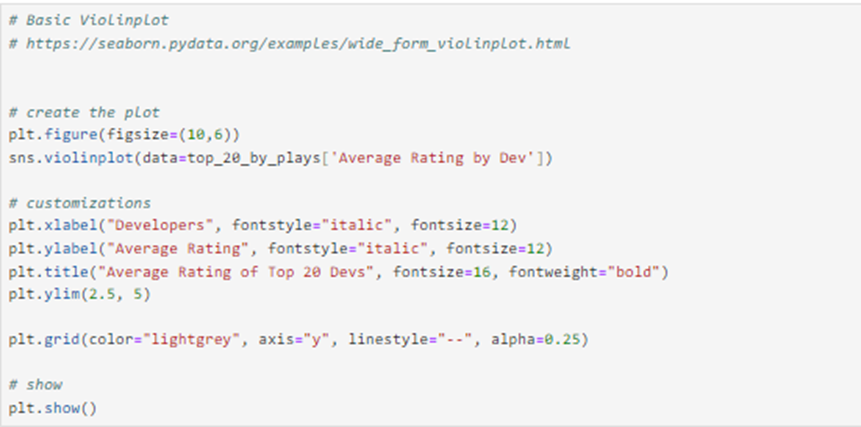 # Basic Violinplot
# https://seaborn.pydata.org/examples/wide_form_violinplot.html
# create the plot
plt.figure(figsize=(10,6))
sns.violinplot(data=top_20_by_plays['Average Rating by Dev'])
# customizations
plt.xlabel("Developers", fontstyle="italic", fontsize=12)
plt.ylabel("Average Rating", fontstyle="italic", fontsize=12)
plt.title("Average Rating of Top 20 Devs", fontsize=16, fontweight="bold")
plt.ylim(2.5, 5)
plt.grid(color="lightgrey", axis="y", linestyle="--", alpha=0.25)
# show
plt.show()